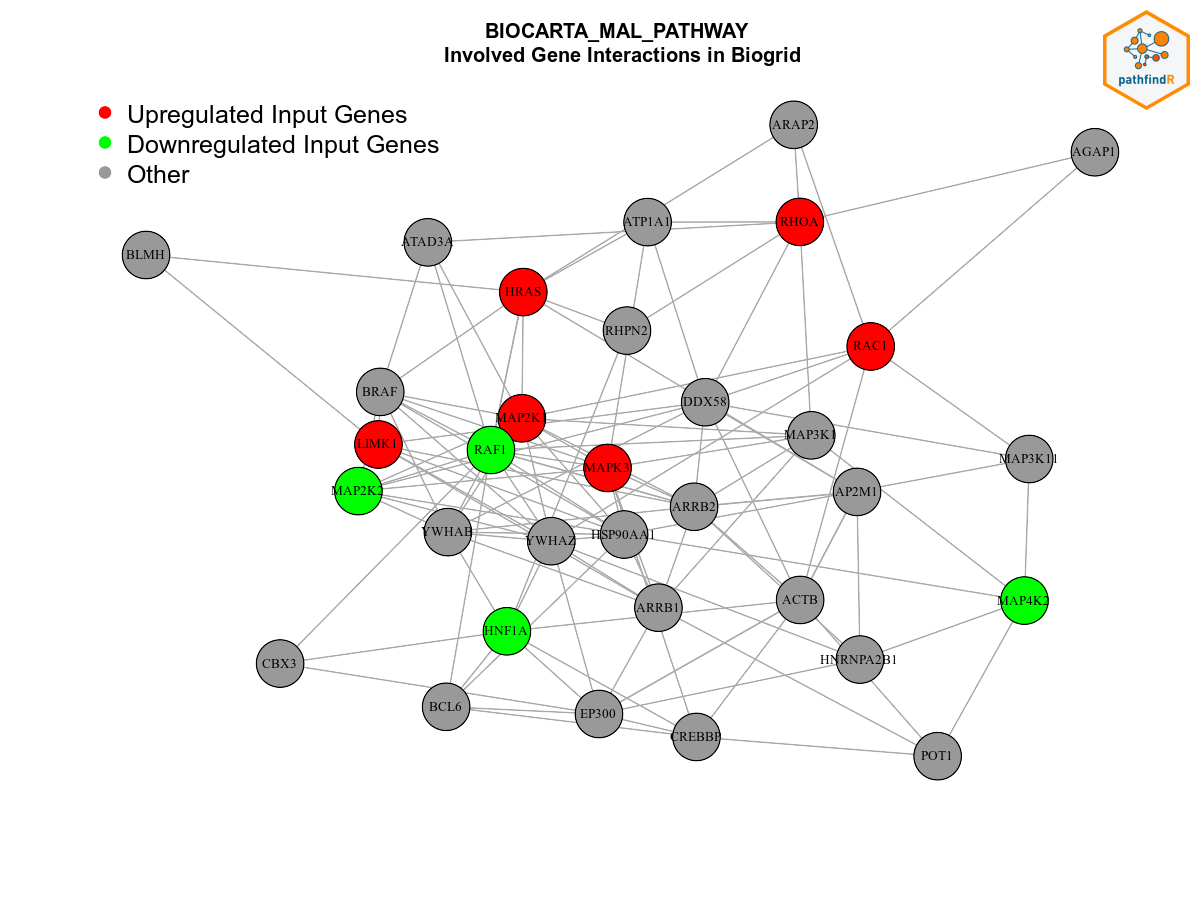 BIOCARTA_MAL_PATHWAY
Involved Gene Interactions in Biogrid
pathfindR
Upregulated Input Genes
Downregulated Input Genes
Other
ARAP2
AGAP1
ATP1A1
RHOA
ATAD3A
BLMH
HRAS
RHPN2
RAC1
BRAF
DDX58
MAP2K1
MAP3K1
LIMK1
RAF1
MAP3K11
MAPK3
MAP2K2
AP2M1
ARRB2
YWHAB
HSP90AA1
YWHAZ
ACTB
MAP4K2
ARRB1
HNF1A
HNRNPA2B1
CBX3
BCL6
EP300
CREBBP
POT1